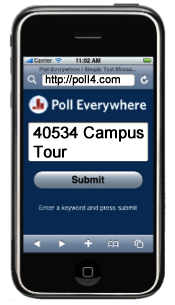 Carrier 11:02 AM
Poll Everywhere | Simple Text Messa...
http://poll4.com
Poll Everywhere
40534 Campus
Tour
Submit
Enter a keyword and press submit